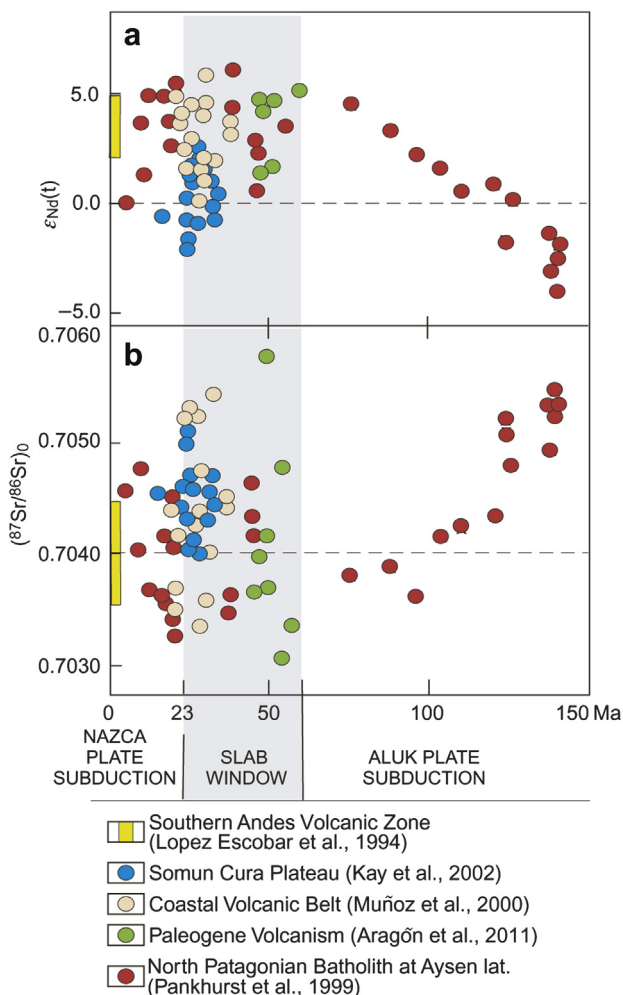 a
5.0
0.0
−5.0
εNd(t)
0.7060
b
0.7050
0.7040
0.7030
(87Sr/86Sr)0
0 23 50 100 150 Ma
NAZCA
PLATE
SUBDUCTION
SLAB
WINDOW
ALUK PLATE
SUBDUCTION
Southern Andes Volcanic Zone
(Lopez Escobar et al., 1994)
Somun Cura Plateau (Kay et al., 2002)
Coastal Volcanic Belt (Muñoz et al., 2000)
Paleogene Volcanism (Aragőn et al., 2011)
North Patagonian Batholith at Aysen lat.
(Pankhurst et al., 1999)